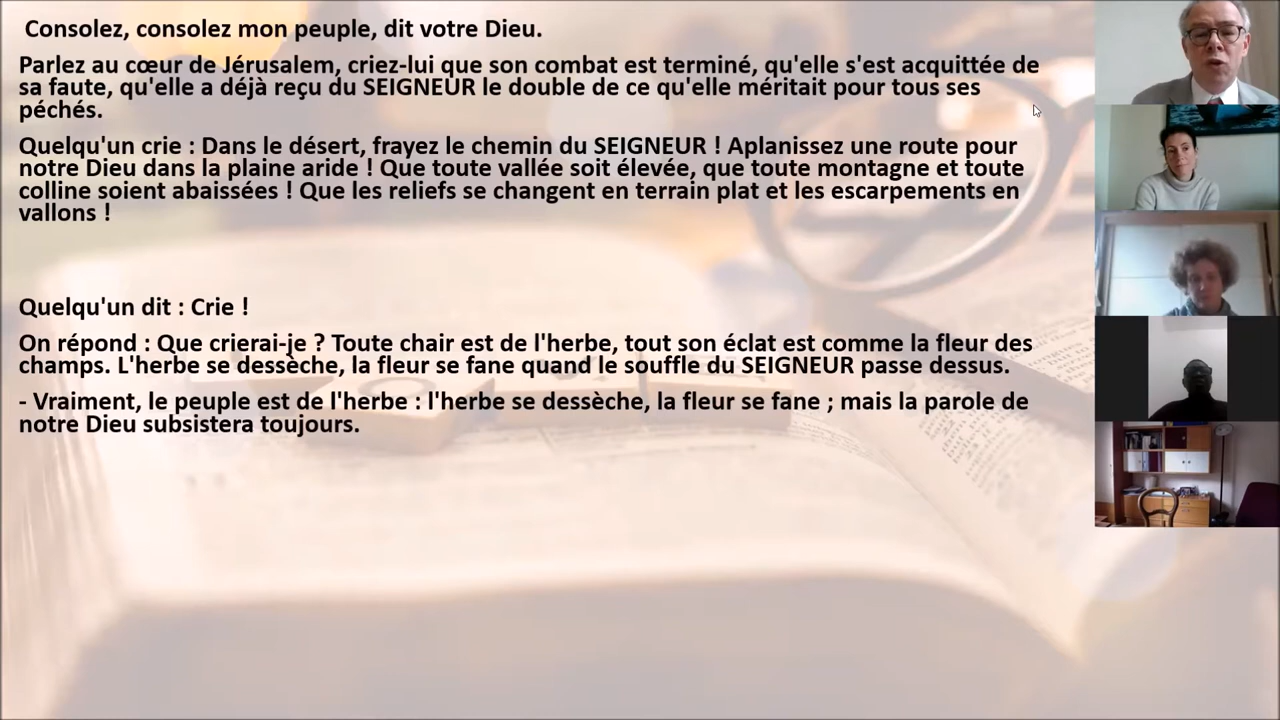 Consolez, consolez mon peuple, dit votre Dieu.
Parlez au cœur de Jérusalem, criez-lui que son combat est terminé, qu'elle s'est acquittée de
sa faute, qu'elle a déjà reçu du SEIGNEUR le double de ce qu'elle méritait pour tous ses
péchés.
Quelqu'un crie : Dans le désert, frayez le chemin du SEIGNEUR ! Aplanissez une route pour
notre Dieu dans la plaine aride ! Que toute vallée soit élevée, que toute montagne et toute
colline soient abaissées ! Que les reliefs se changent en terrain plat et les escarpements en
vallons !
Quelqu'un dit : Crie !
On répond : Que crierai-je ? Toute chair est de l'herbe, tout son éclat est comme la fleur des
champs. L'herbe se dessèche, la fleur se fane quand le souffle du SEIGNEUR passe dessus.
- Vraiment, le peuple est de l'herbe : l'herbe se dessèche, la fleur se fane ; mais la parole de
notre Dieu subsistera toujours.